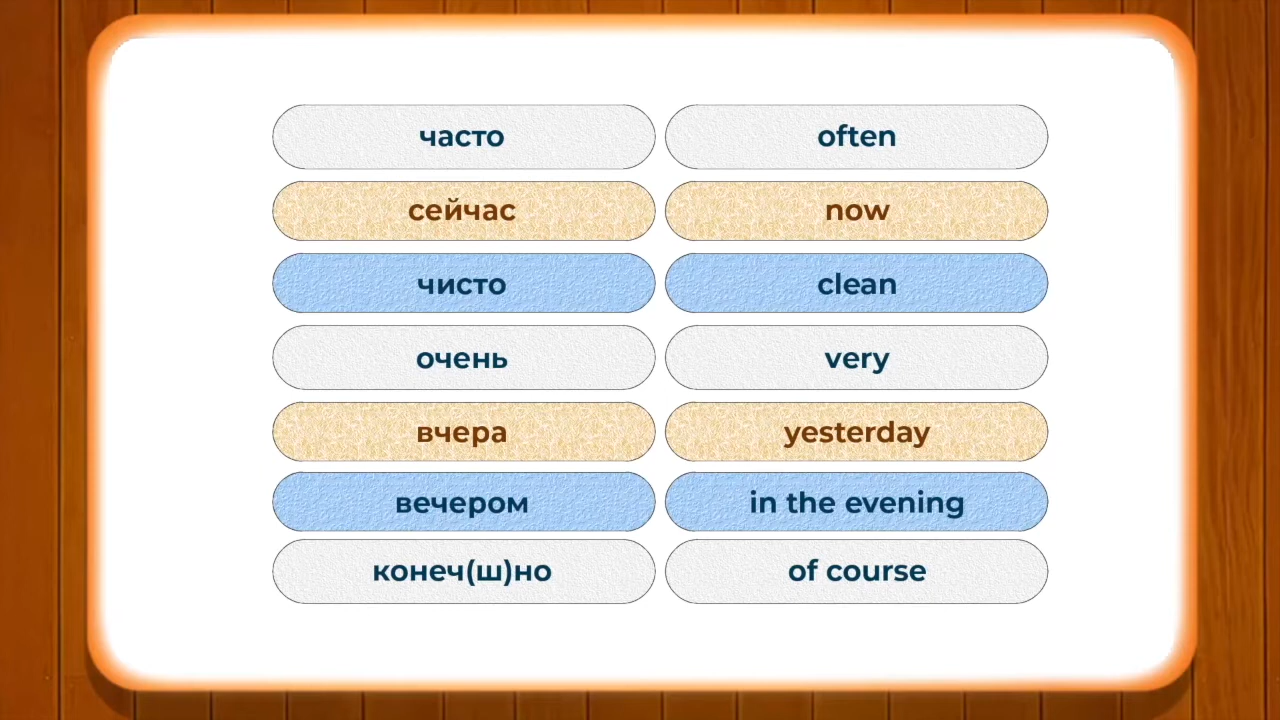 часто often
сейчас now
чисто clean
очень very
вчера yesterday
вечером in the evening
конеч(ш)но of course